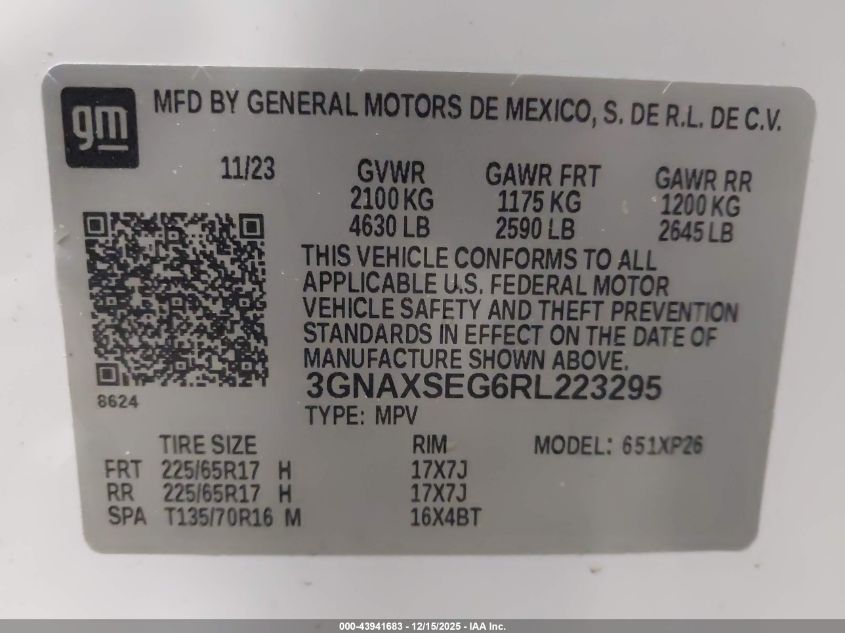 gm
MFD BY GENERAL MOTORS DE MEXICO, S. DE R.L. DE C.V.
11/23 GVWR GAWR FRT GAWR RR
2100 KG 1175 KG 1200 KG
4630 LB 2590 LB 2645 LB
THIS VEHICLE CONFORMS TO ALL
APPLICABLE U.S. FEDERAL MOTOR
VEHICLE SAFETY AND THEFT PREVENTION
STANDARDS IN EFFECT ON THE DATE OF
MANUFACTURE SHOWN ABOVE.
3GNAXSEG6RL223295
8624
TYPE: MPV
TIRE SIZE RIM MODEL: 651XP26
FRT 225/65R17 H 17X7J
RR 225/65R17 H 17X7J
SPA T135/70R16 M 16X4BT
000-43941683 - 12/15/2025 - IAA Inc.